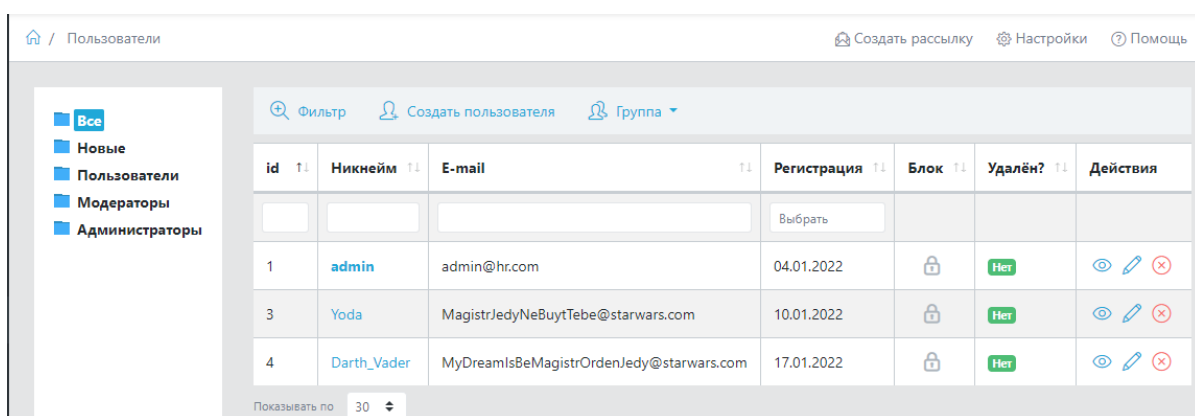 / Пользователи Создать рассылку Настройки Помощь
Все
Новые
Пользователи
Модераторы
Администраторы
Фильтр Создать пользователя Группа
id Никнейм E-mail Регистрация Блок Удалён? Действия
Выбрать
1 admin admin@hr.com 04.01.2022 Нет
3 Yoda MagistrJedyNeBuytTebe@starwars.com 10.01.2022 Нет
4 Darth_Vader MyDreamIsBeMagistrOrdenJedy@starwars.com 17.01.2022 Нет
Показывать по 30